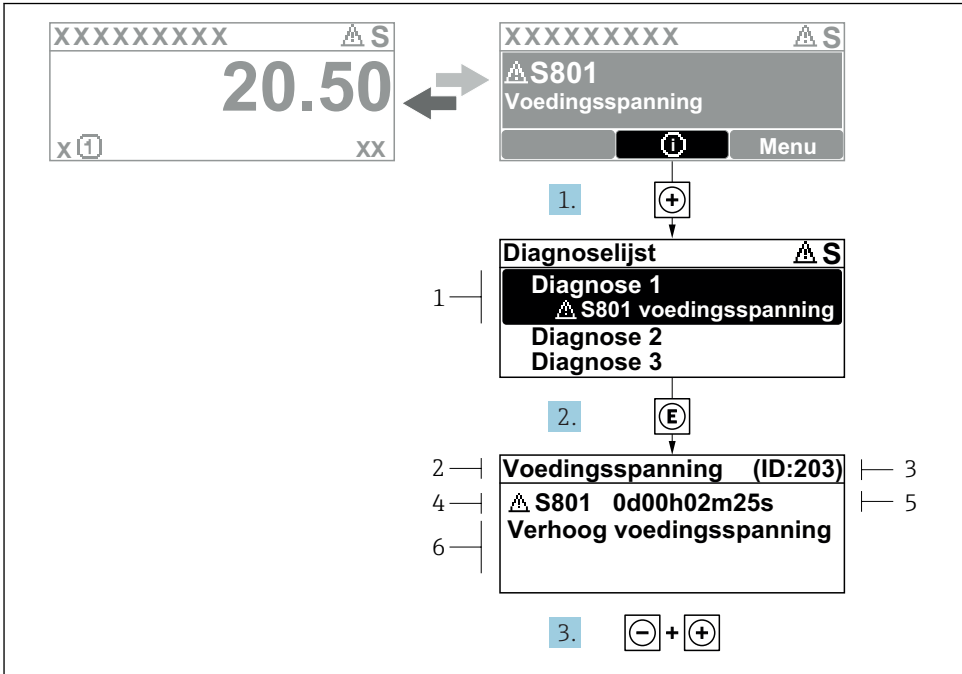 XXXXXXXXX ⚠ S
20.50
x 1 XX
XXXXXXXXX ⚠ S
⚠ S801
Voedingsspanning
i Menu
1. +
Diagnoselijst ⚠ S
1 Diagnose 1
⚠ S801 voedingsspanning
Diagnose 2
Diagnose 3
2. E
2 Voedingsspanning (ID:203) 3
4 ⚠ S801 0d00h02m25s 5
6 Verhoog voedingsspanning
3. - + +